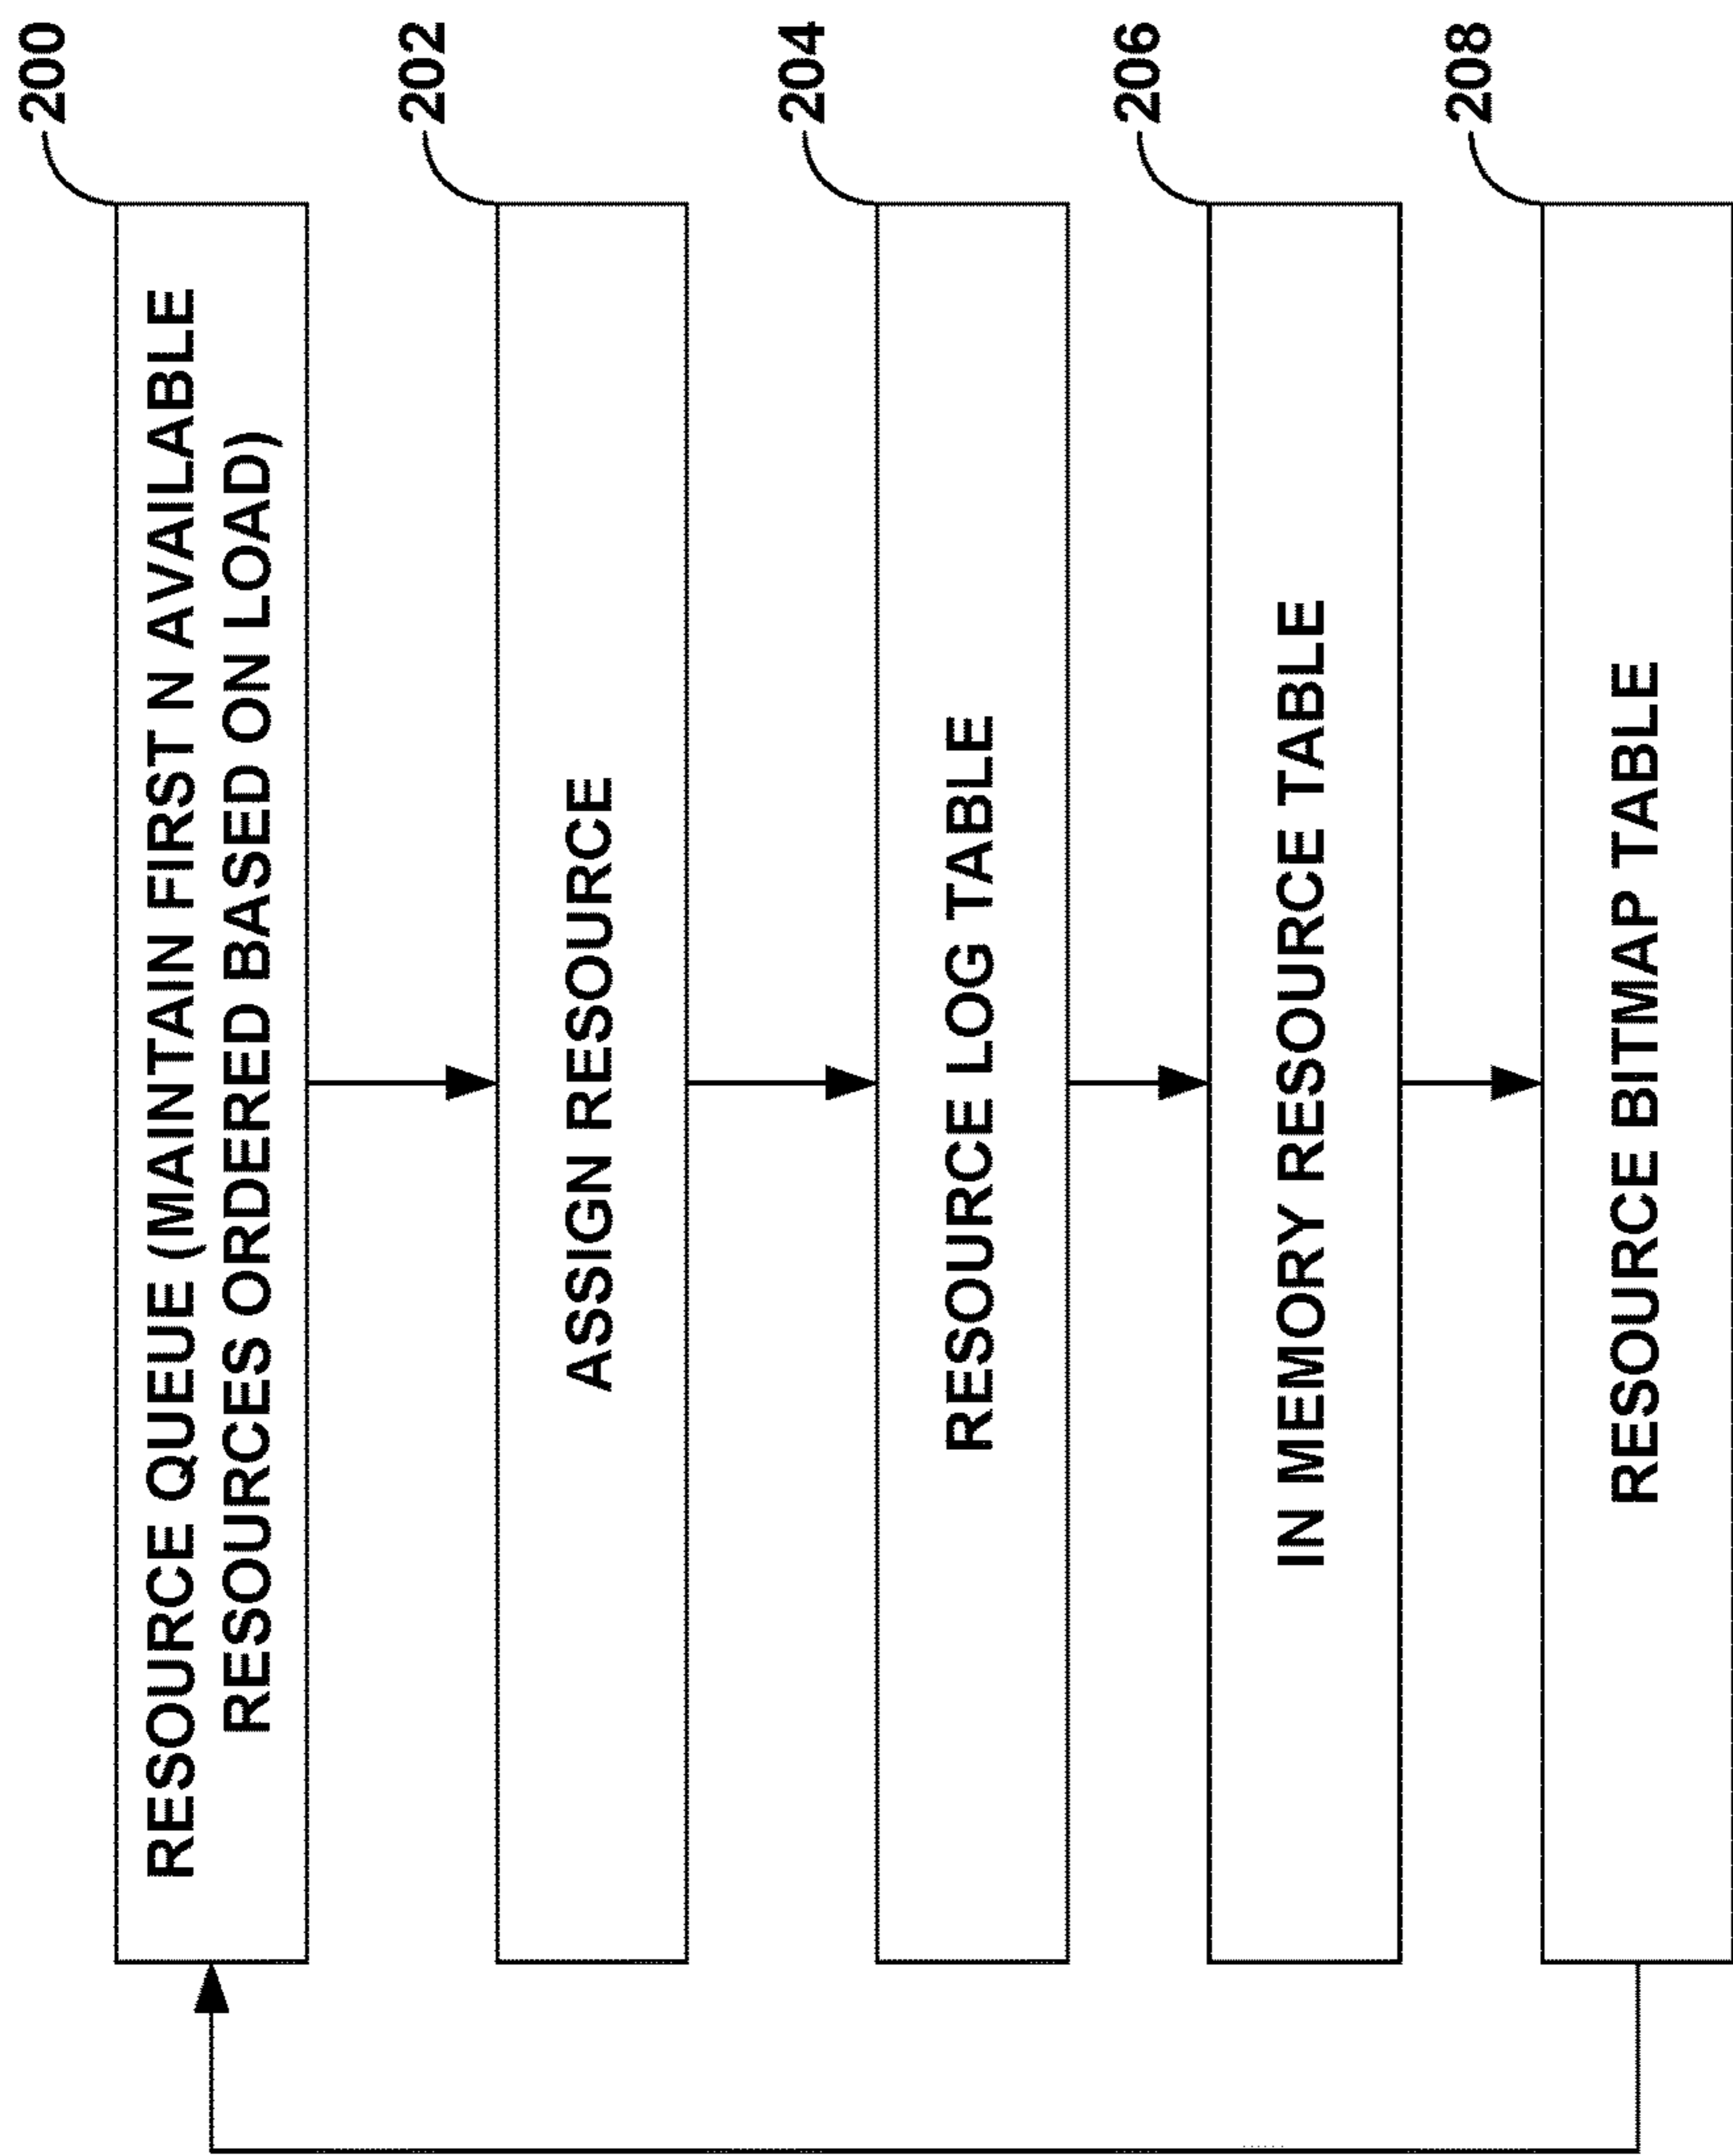 200
RESOURCE QUEUE (MAINTAIN FIRST N AVAILABLE
RESOURCES ORDERED BASED ON LOAD)
202
ASSIGN RESOURCE
204
RESOURCE LOG TABLE
206
IN MEMORY RESOURCE TABLE
208
RESOURCE BITMAP TABLE